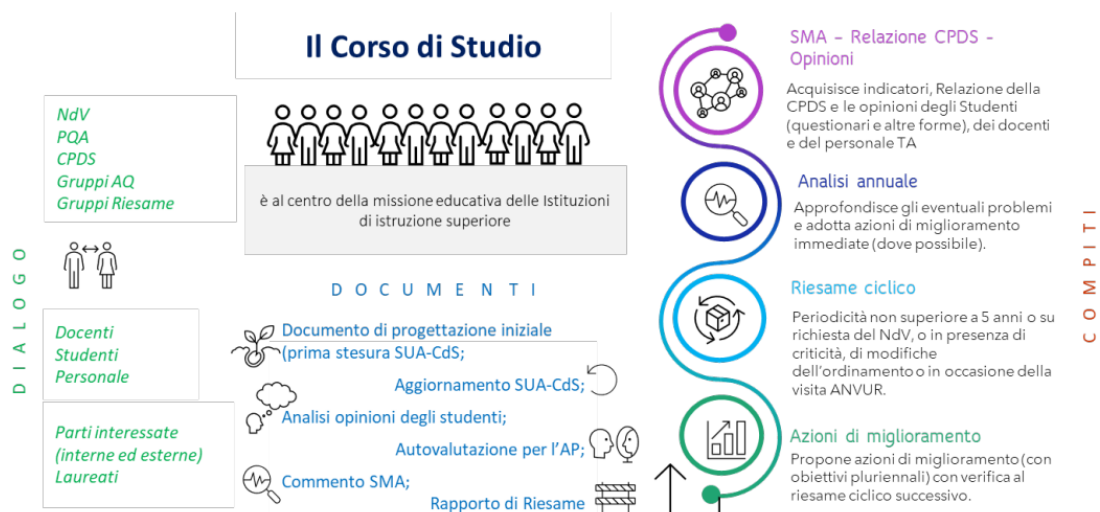 Il Corso di Studio
NdV
PQA
CPDS
Gruppi AQ
Gruppi Riesame
DIALOGO
Docenti
Studenti
Personale
Parti interessate
(interne ed esterne)
Laureati
è al centro della missione educativa delle Istituzioni
di istruzione superiore
DOCUMENTI
Documento di progettazione iniziale
(prima stesura SUA-CdS;
Aggiornamento SUA-CdS;
Analisi opinioni degli studenti;
Autovalutazione per l'AP;
Commento SMA;
Rapporto di Riesame
SMA – Relazione CPDS -
Opinioni
Acquisisce indicatori, Relazione della
CPDS e le opinioni degli Studenti
(questionari e altre forme), dei docenti
e del personale TA
Analisi annuale
Approfondisce gli eventuali problemi
e adotta azioni di miglioramento
immediate (dove possibile).
Riesame ciclico
Periodicità non superiore a 5 anni o su
richiesta del NdV, o in presenza di
criticità, di modifiche
dell'ordinamento o in occasione della
visita ANVUR.
Azioni di miglioramento
Propone azioni di miglioramento (con
obiettivi pluriennali) con verifica al
riesame ciclico successivo.
COMPITI